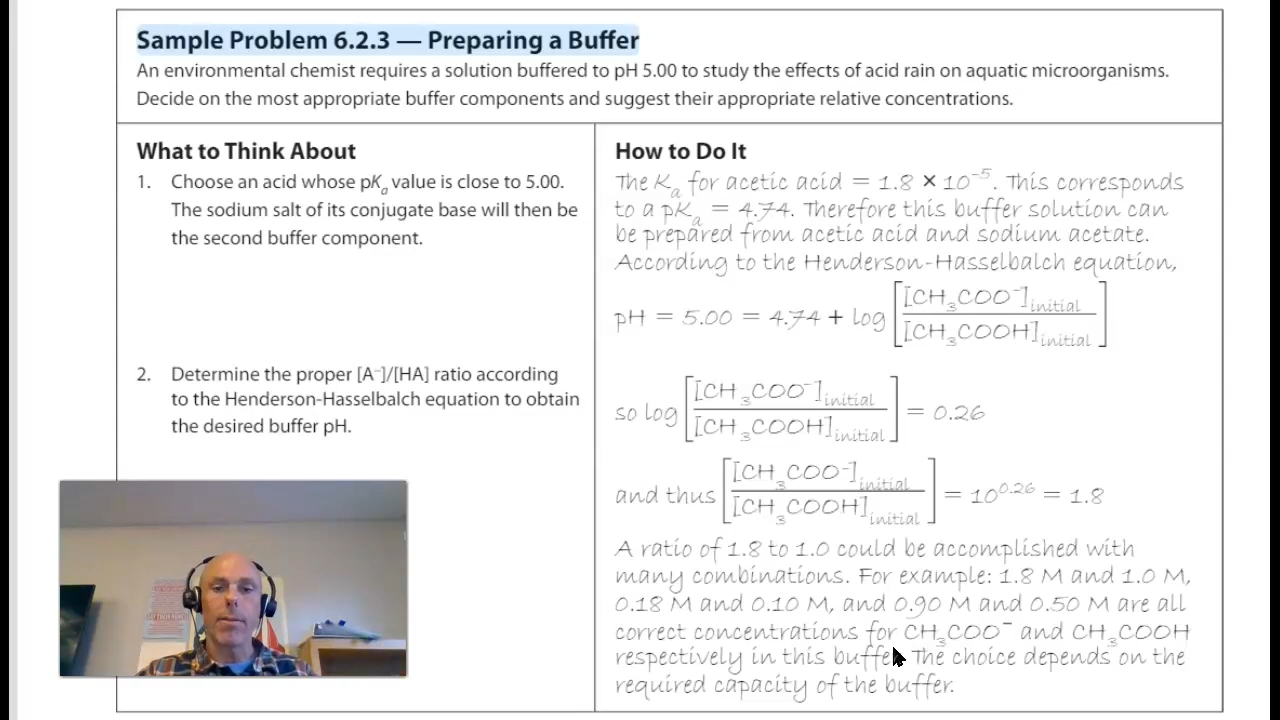 Sample Problem 6.2.3 — Preparing a Buffer
An environmental chemist requires a solution buffered to pH 5.00 to study the effects of acid rain on aquatic microorganisms.
Decide on the most appropriate buffer components and suggest their appropriate relative concentrations.
What to Think About
1. Choose an acid whose pKₐ value is close to 5.00.
The sodium salt of its conjugate base will then be
the second buffer component.
2. Determine the proper [A⁻]/[HA] ratio according
to the Henderson-Hasselbalch equation to obtain
the desired buffer pH.
How to Do It
The Kₐ for acetic acid = 1.8 × 10⁻⁵. This corresponds
to a pKₐ = 4.74. Therefore this buffer solution can
be prepared from acetic acid and sodium acetate.
According to the Henderson-Hasselbalch equation,
pH = 5.00 = 4.74 + log [[CH₃COO⁻]initial / [CH₃COOH]initial]
so log [[CH₃COO⁻]initial / [CH₃COOH]initial] = 0.26
and thus [[CH₃COO⁻]initial / [CH₃COOH]initial] = 10⁰·²⁶ = 1.8
A ratio of 1.8 to 1.0 could be accomplished with
many combinations. For example: 1.8 M and 1.0 M,
0.18 M and 0.10 M, and 0.90 M and 0.50 M are all
correct concentrations for CH₃COO⁻ and CH₃COOH
respectively in this buffer. The choice depends on the
required capacity of the buffer.